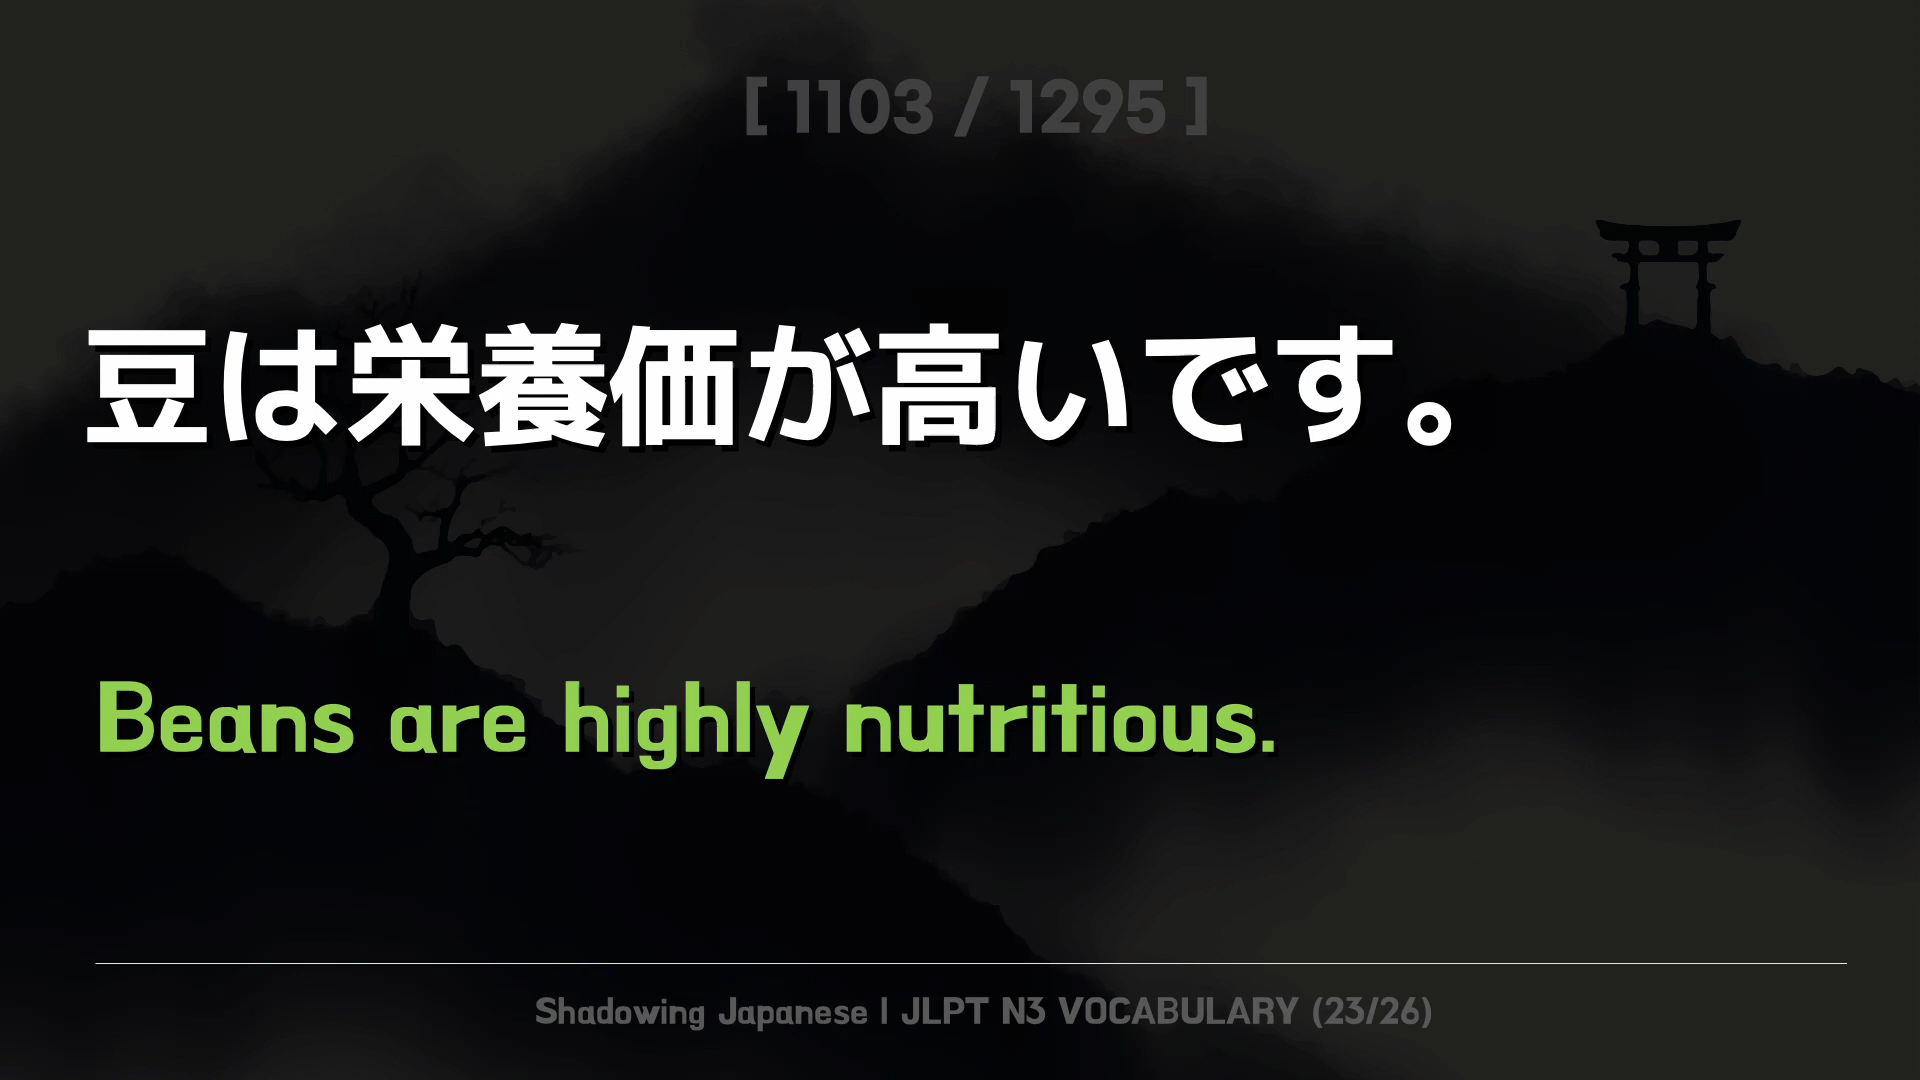 [ 1103 / 1295 ]
豆は栄養価が高いです。
Beans are highly nutritious.
Shadowing Japanese | JLPT N3 VOCABULARY (23/26)